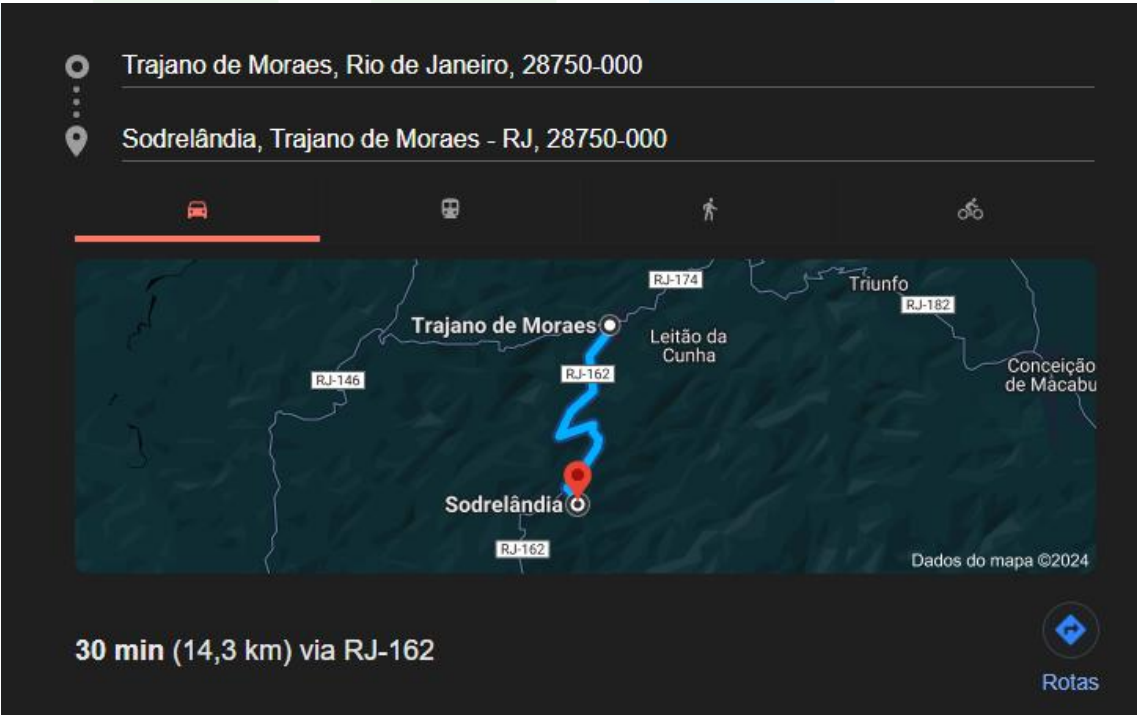 Trajano de Moraes, Rio de Janeiro, 28750-000
Sodrelândia, Trajano de Moraes - RJ, 28750-000
RJ-174
Triunfo
RJ-182
Trajano de Moraes
Leitão da
Cunha
RJ-162
Conceição
de Macabu
RJ-146
Sodrelândia
RJ-162
Dados do mapa ©2024
30 min (14,3 km) via RJ-162
Rotas